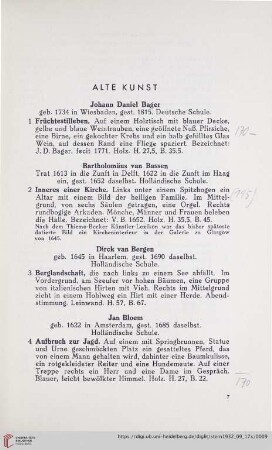 ALTE KUNST
Johann Daniel Bager
geb. 1734 in Wiesbaden, gest. 1815. Deutsche Schule.
1 Früchtestilleben. Auf einem Holztisch mit blauer Decke,
gelbe und blaue Weintrauben, eine geöffnete Nuß, Pfirsiche,
eine Birne, ein gekochter Krebs und ein halb gefülltes Glas
Wein, auf dessen Rand eine Fliege spaziert. Bezeichnet:
J. D. Bager. fecit 1771. Holz. H. 27,5, B. 35,5.
Bartholomäus van Bassen
Trat 1613 in die Zunft in Delft, 1622 in die Zunft im Haag
ein, gest. 1652 daselbst. Holländische Schule.
2 Inneres einer Kirche. Links unter einem Spitzbogen ein
Altar mit einem Bild der heiligen Familie. Im Mittel-
grund, von sechs Säulen getragen, eine Orgel. Rechts
rundbogige Arkaden. Mönche, Männer und Frauen beleben
die Halle. Bezeichnet: V. B 1652. Holz. H. 35,5, B. 45.
Nach dem Thieme-Becker Künstler-Lexikon war das bisher späteste
datierte Bild ein Kircheninterieur in der Galerie zu Glasgow
von 1645.
Dirck van Bergen
geb. 1645 in Haarlem, gest. 1690 daselbst.
Holländische Schule.
3 Berglandschaft, die nach links zu einem See abfällt. Im
Vordergrund, am Seeufer vor hohen Bäumen, eine Gruppe
von italienischen Hirten mit Vieh. Rechts im Mittelgrund
zieht in einem Hohlweg ein Hirt mit einer Herde. Abend-
stimmung. Leinwand. H. 57, B. 67.
Jan Bloem
geb. 1622 in Amsterdam, gest. 1685 daselbst.
Holländische Schule.
4 Aufbruch zur Jagd. Auf einem mit Springbrunnen, Statue
und Urne geschmückten Platz ein gesatteltes Pferd, das
von einem Mann gehalten wird, dahinter eine Baumkulisse,
ein rotgekleideter Reiter und eine Hundemeute. Auf einer
Treppe rechts ein Herr und eine Dame im Gespräch.
Blauer, leicht bewölkter Himmel. Holz. H. 27, B. 22.
7